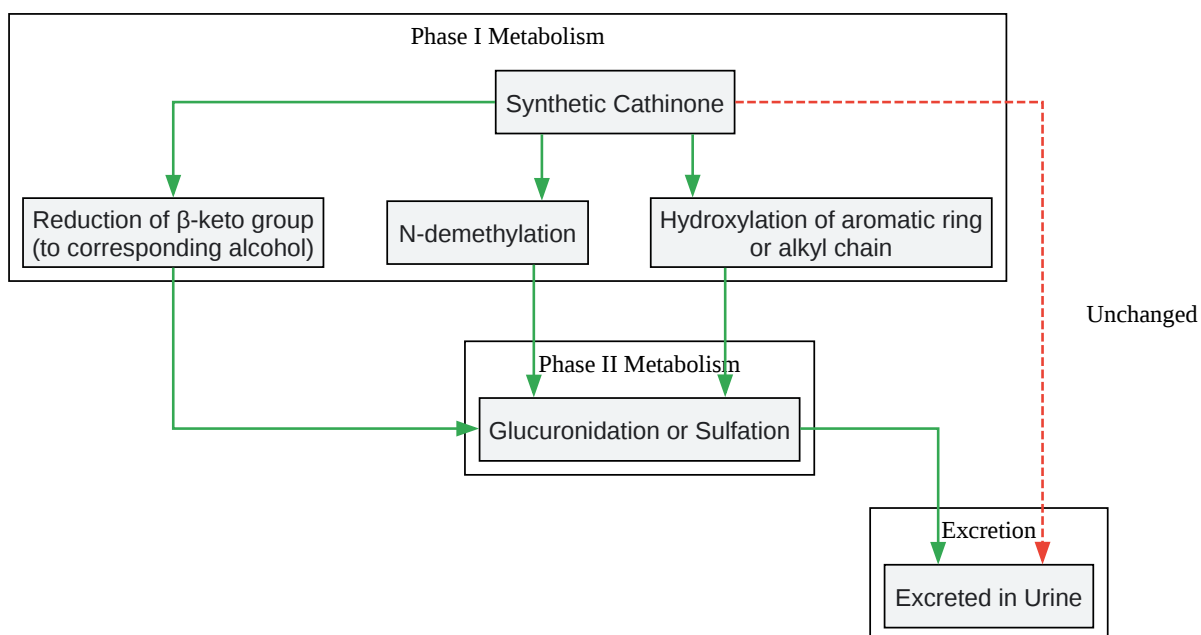 Phase I Metabolism
Synthetic Cathinone
Reduction of β-keto group
(to corresponding alcohol)
N-demethylation
Hydroxylation of aromatic ring
or alkyl chain
Unchanged
Phase II Metabolism
Glucuronidation or Sulfation
Excretion
Excreted in Urine